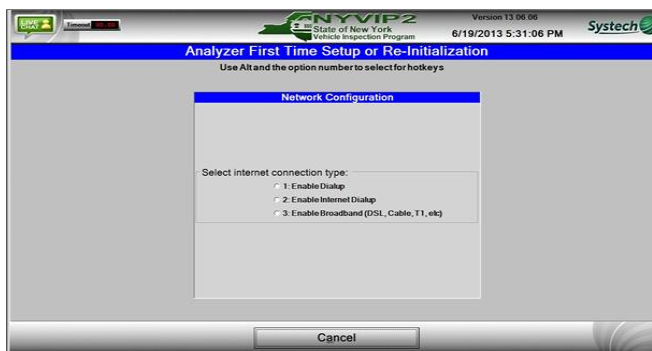 LIVE
CHAT
Timeout
NYVIP2
State of New York
Vehicle Inspection Program
Version 13.06.06
6/19/2013 5:31:06 PM
Systech
Analyzer First Time Setup or Re-Initialization
Use Alt and the option number to select for hotkeys
Network Configuration
Select internet connection type:
1: Enable Dialup
2: Enable Internet Dialup
3: Enable Broadband (DSL, Cable, T1, etc)
Cancel